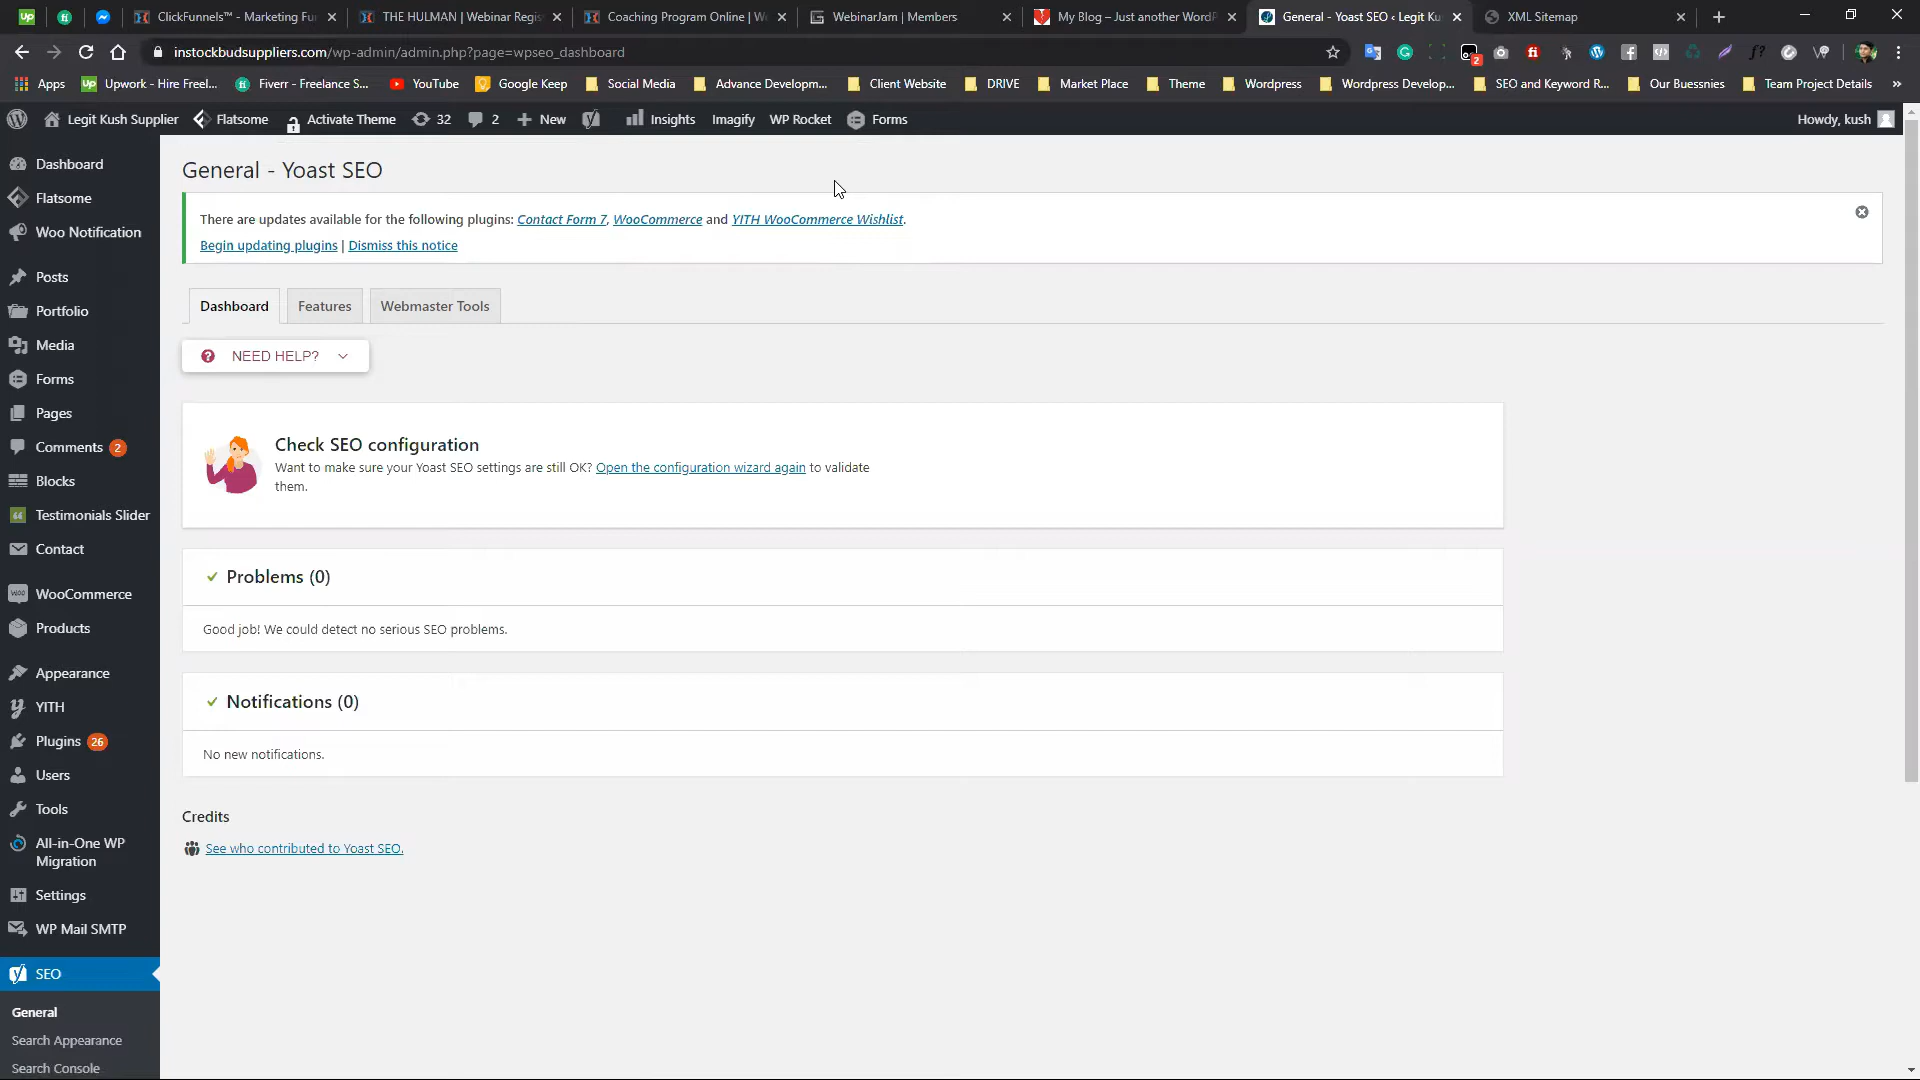 ClickFunnels™ - Marketing Fu
THE HULMAN | Webinar Regis
Coaching Program Online | W
WebinarJam | Members
My Blog – Just another WordP
General - Yoast SEO ‹ Legit Ku
XML Sitemap
instockbudsuppliers.com/wp-admin/admin.php?page=wpseo_dashboard
Apps
Upwork - Hire Freel...
Fiverr - Freelance S...
YouTube
Google Keep
Social Media
Advance Developm...
Client Website
DRIVE
Market Place
Theme
Wordpress
Wordpress Develop...
SEO and Keyword R...
Our Buessnies
Team Project Details
Legit Kush Supplier
Flatsome
Activate Theme
32
2
New
Insights
Imagify
WP Rocket
Forms
Howdy, kush
Dashboard
Flatsome
Woo Notification
Posts
Portfolio
Media
Forms
Pages
Comments 2
Blocks
Testimonials Slider
Contact
WooCommerce
Products
Appearance
YITH
Plugins 26
Users
Tools
All-in-One WP
Migration
Settings
WP Mail SMTP
SEO
General
Search Appearance
Search Console
General - Yoast SEO
There are updates available for the following plugins: Contact Form 7, WooCommerce and YITH WooCommerce Wishlist.
Begin updating plugins | Dismiss this notice
Dashboard
Features
Webmaster Tools
NEED HELP?
Check SEO configuration
Want to make sure your Yoast SEO settings are still OK? Open the configuration wizard again to validate
them.
Problems (0)
Good job! We could detect no serious SEO problems.
Notifications (0)
No new notifications.
Credits
See who contributed to Yoast SEO.